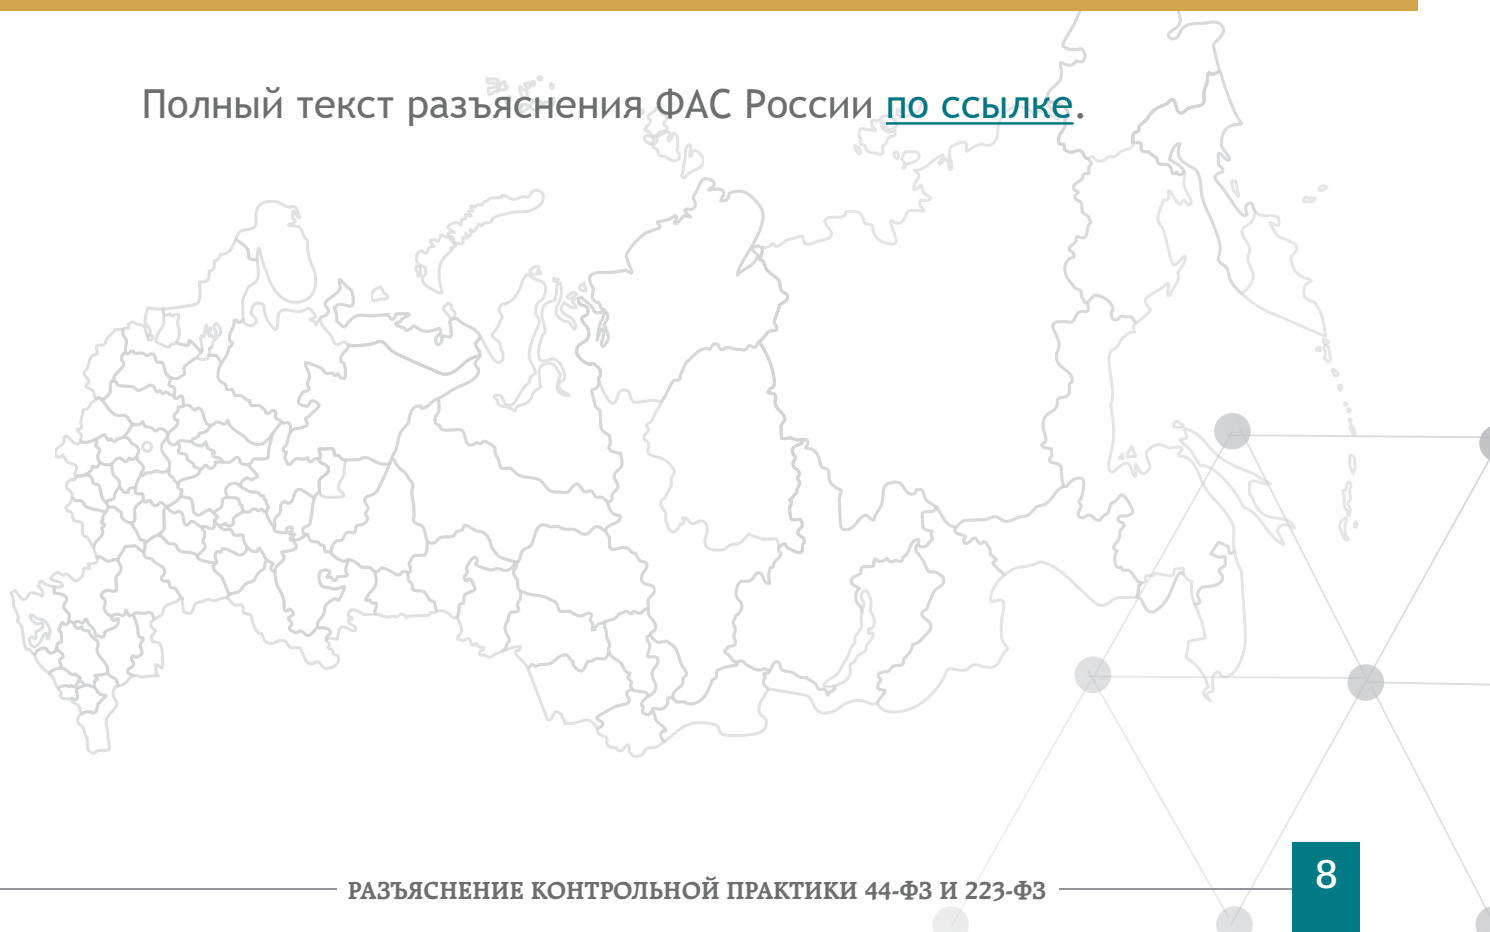 Полный текст разъяснения ФАС России по ссылке.
РАЗЪЯСНЕНИЕ КОНТРОЛЬНОЙ ПРАКТИКИ 44-ФЗ И 223-ФЗ
8